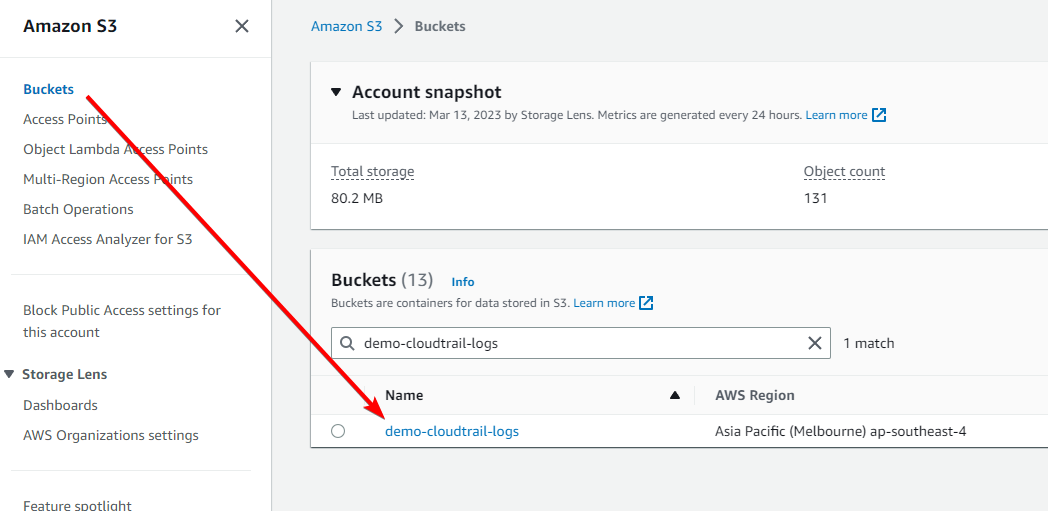 Amazon S3
Buckets
Access Points
Object Lambda Access Points
Multi-Region Access Points
Batch Operations
IAM Access Analyzer for S3
Block Public Access settings for
this account
Storage Lens
Dashboards
AWS Organizations settings
Feature spotlight
Amazon S3 > Buckets
Account snapshot
Last updated: Mar 13, 2023 by Storage Lens. Metrics are generated every 24 hours. Learn more
Total storage
80.2 MB
Object count
131
Buckets (13) Info
Buckets are containers for data stored in S3. Learn more
demo-cloudtrail-logs
1 match
Name AWS Region
demo-cloudtrail-logs Asia Pacific (Melbourne) ap-southeast-4